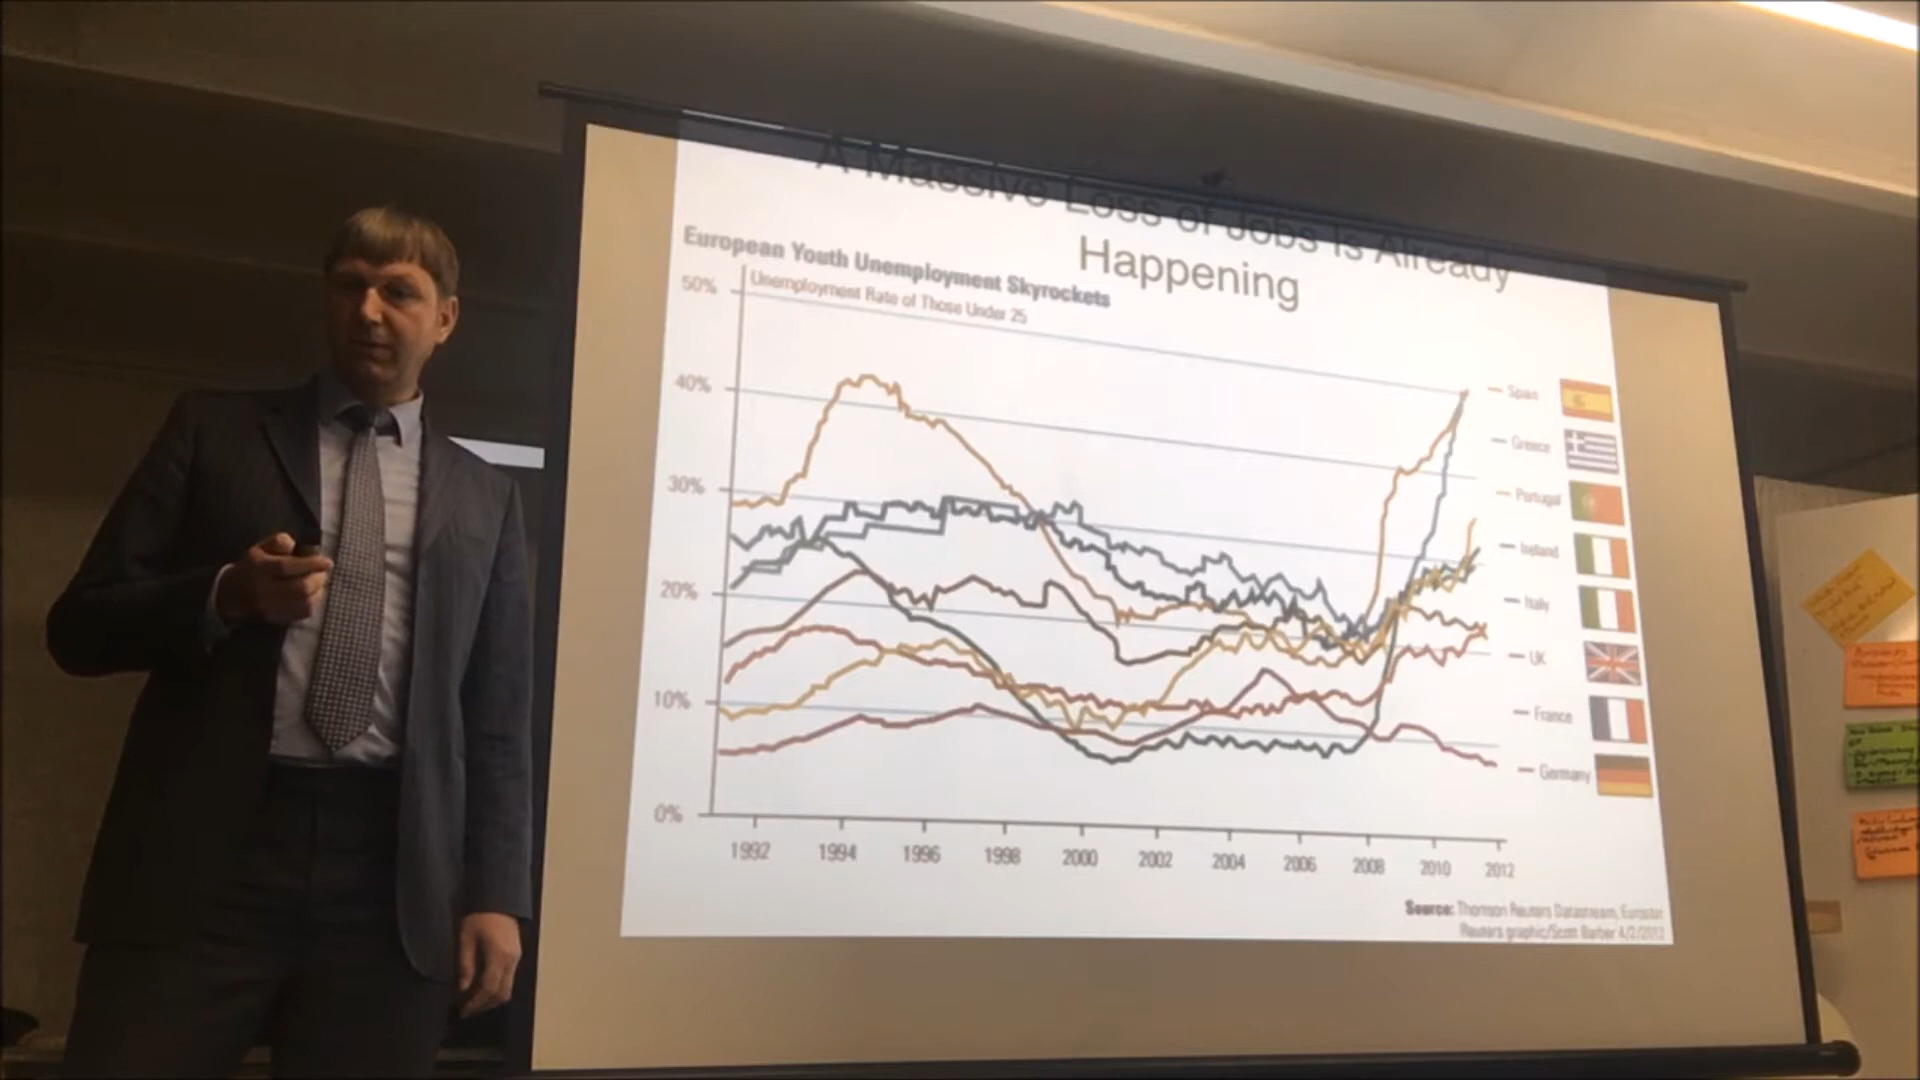 A Massive Loss of Jobs Is Already
Happening
European Youth Unemployment Skyrockets
Unemployment Rate of Those Under 25
50%
40%
30%
20%
10%
0%
1992 1994 1996 1998 2000 2002 2004 2006 2008 2010 2012
Spain
Greece
Portugal
Ireland
Italy
UK
France
Germany
Source: Thomson Reuters Datastream, Eurostat
Reuters graphic/Scott Barber 4/2/2012